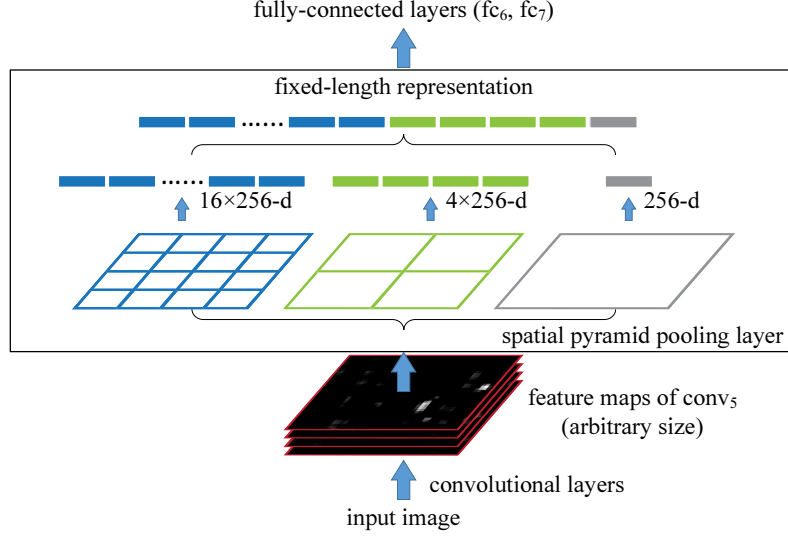 fully-connected layers (fc₆, fc₇)
fixed-length representation
......
......
16×256-d
4×256-d
256-d
spatial pyramid pooling layer
feature maps of conv₅
(arbitrary size)
convolutional layers
input image